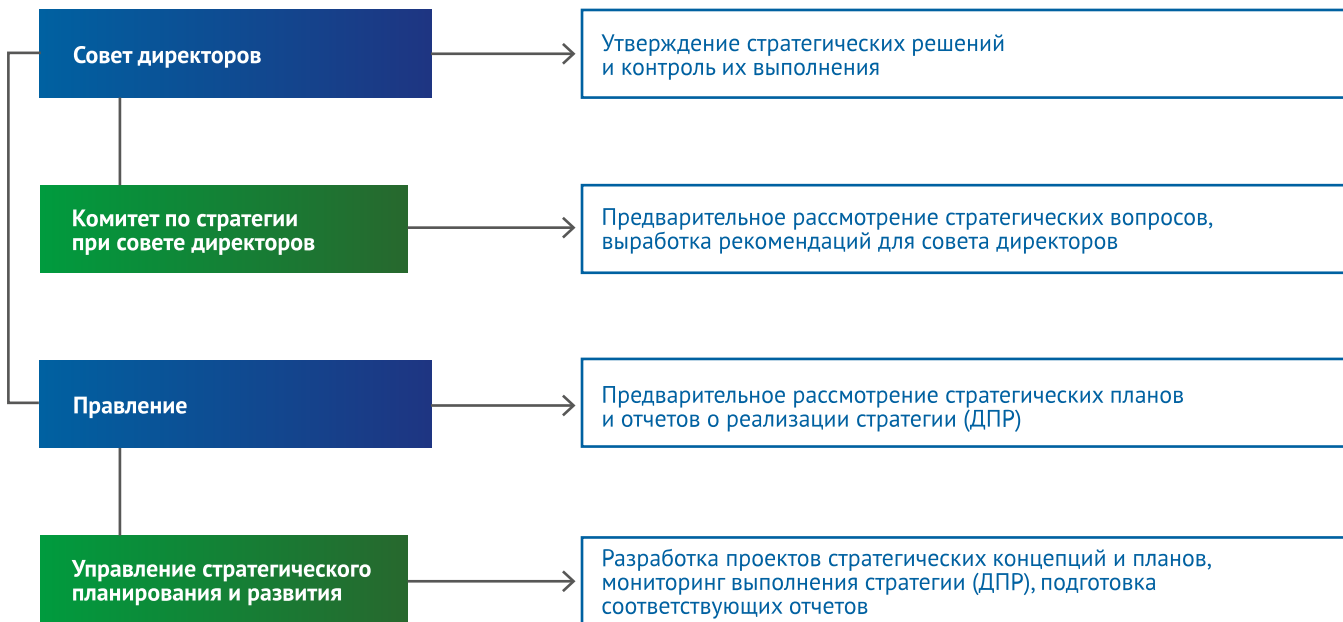 Совет директоров
Утверждение стратегических решений
и контроль их выполнения
Комитет по стратегии
при совете директоров
Предварительное рассмотрение стратегических вопросов,
выработка рекомендаций для совета директоров
Правление
Предварительное рассмотрение стратегических планов
и отчетов о реализации стратегии (ДПР)
Управление стратегического
планирования и развития
Разработка проектов стратегических концепций и планов,
мониторинг выполнения стратегии (ДПР), подготовка
соответствующих отчетов